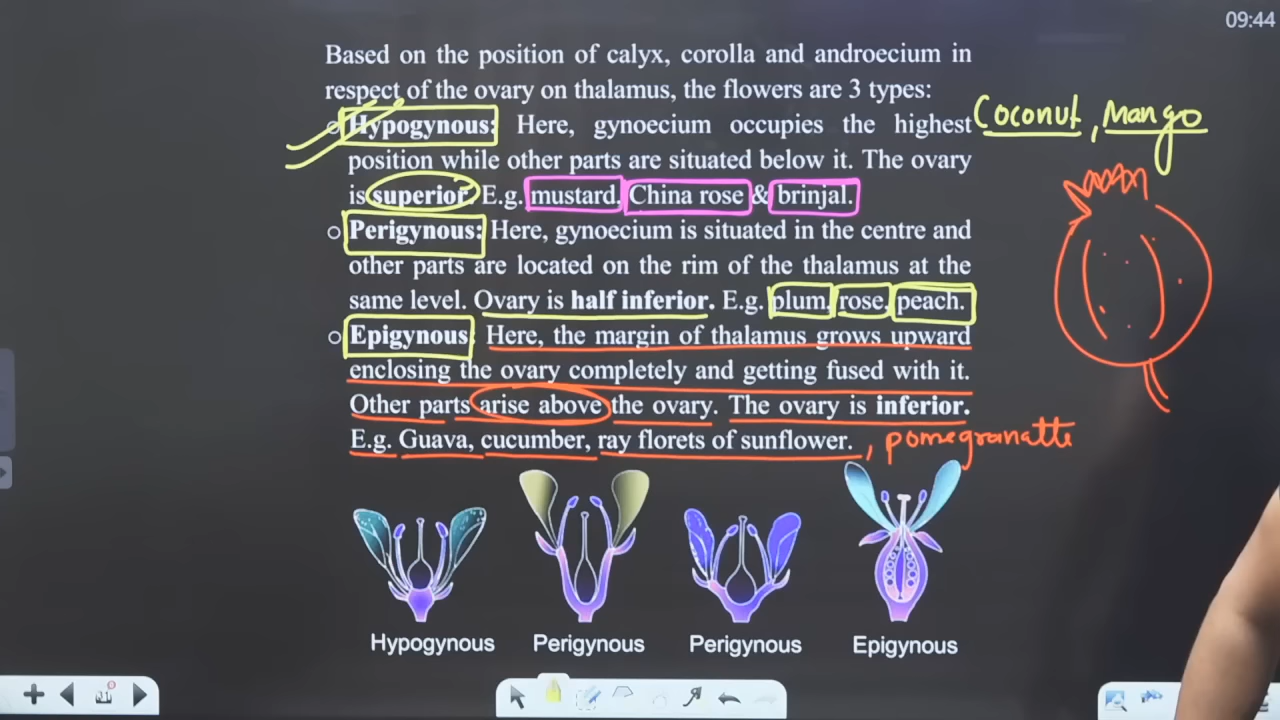 09:44
Based on the position of calyx, corolla and androecium in
respect of the ovary on thalamus, the flowers are 3 types:
Hypogynous: Here, gynoecium occupies the highest
Coconut, Mango
position while other parts are situated below it. The ovary
is superior. E.g. mustard, China rose & brinjal.
Perigynous: Here, gynoecium is situated in the centre and
other parts are located on the rim of the thalamus at the
same level. Ovary is half inferior. E.g. plum, rose, peach.
Epigynous: Here, the margin of thalamus grows upward
enclosing the ovary completely and getting fused with it.
Other parts arise above the ovary. The ovary is inferior.
E.g. Guava, cucumber, ray florets of sunflower. , pomegranatte
Hypogynous Perigynous Perigynous Epigynous